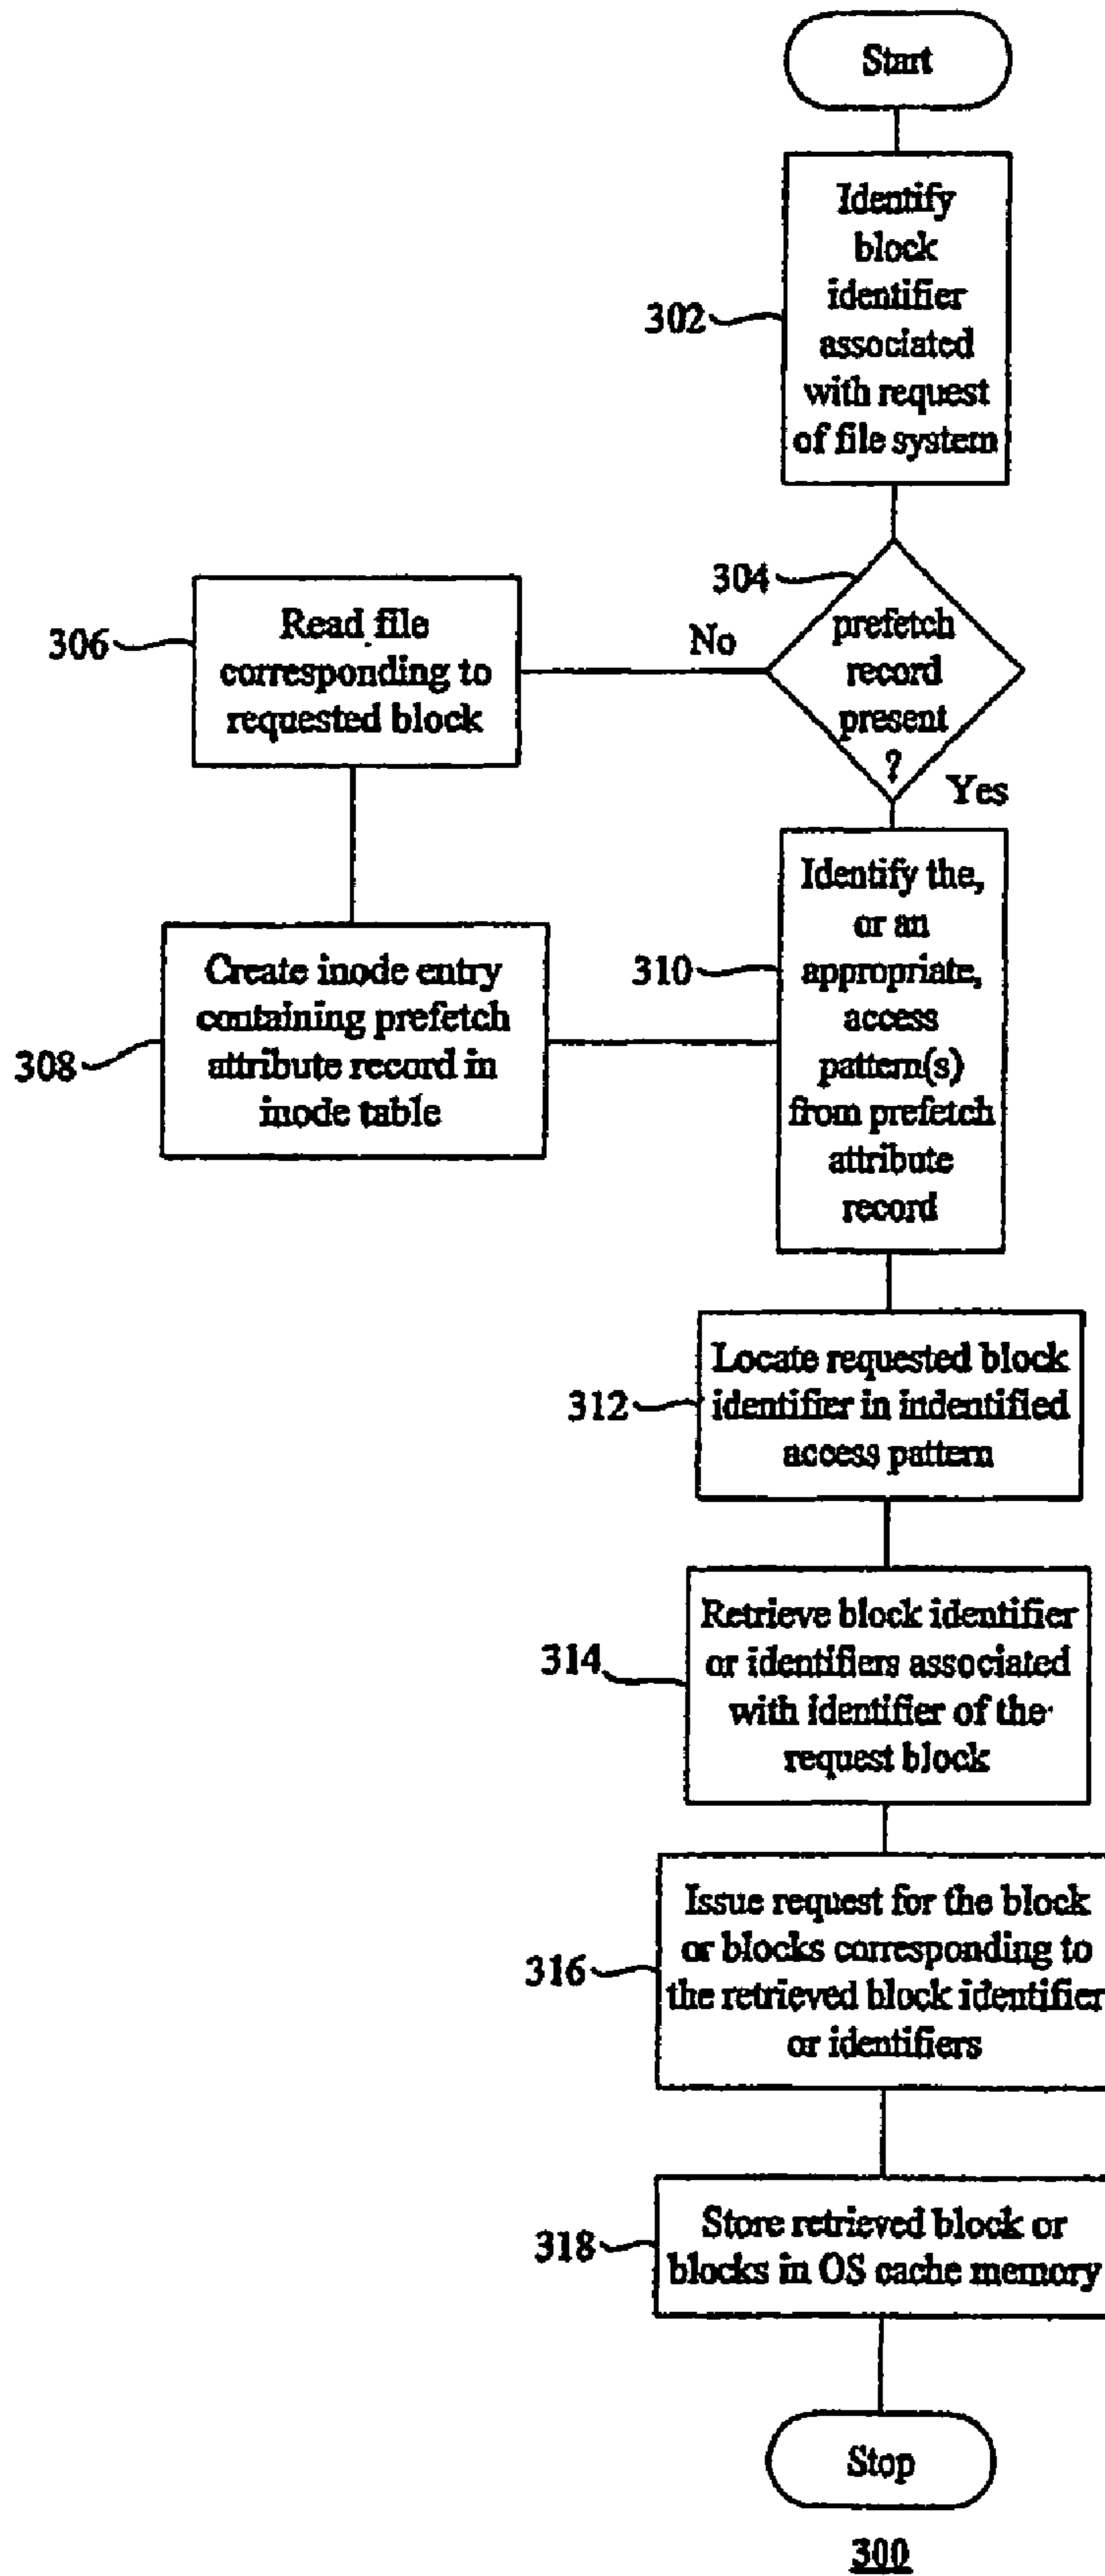 Start
Identify
block
identifier
associated
with request
of file system
302
304
prefetch
record
present
?
No
Yes
306
Read file
corresponding to
requested block
308
Create inode entry
containing prefetch
attribute record in
inode table
310
Identify the,
or an
appropriate,
access
pattern(s)
from prefetch
attribute
record
312
Locate requested block
identifier in indentified
access pattern
314
Retrieve block identifier
or identifiers associated
with identifier of the
request block
316
Issue request for the block
or blocks corresponding to
the retrieved block identifier
or identifiers
318
Store retrieved block or
blocks in OS cache memory
Stop
300